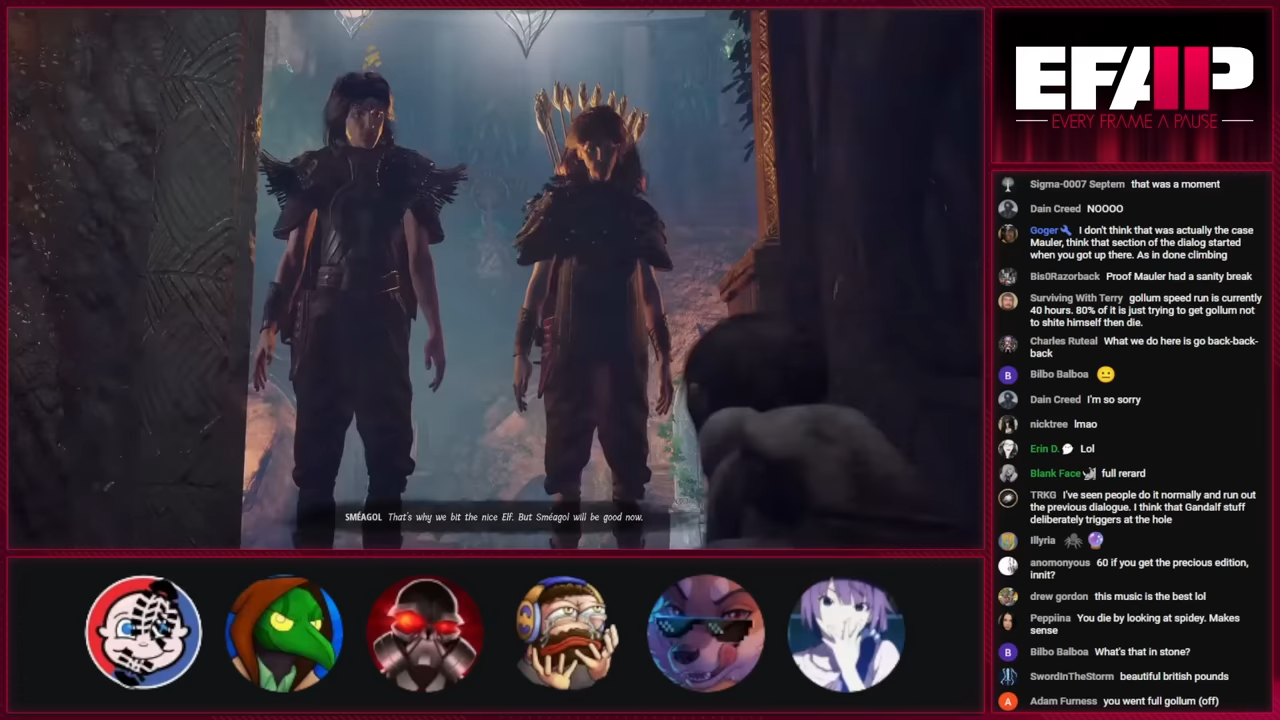 SMÉAGOL That's why we bit the nice Elf. But Sméagol will be good now.
EFAP
EVERY FRAME A PAUSE
Sigma-0007 Septem that was a moment
Dain Creed NOOOO
Goger I don't think that was actually the case
Mauler, think that section of the dialog started
when you got up there. As in done climbing
Bis0Razorback Proof Mauler had a sanity break
Surviving With Terry gollum speed run is currently
40 hours. 80% of it is just trying to get gollum not
to shite himself then die.
Charles Ruteal What we do here is go back-back-
back
B Bilbo Balboa
Dain Creed I'm so sorry
nicktree lmao
Erin D. Lol
Blank Face full rerard
TRKG I've seen people do it normally and run out
the previous dialogue. I think that Gandalf stuff
deliberately triggers at the hole
Illyria
anomonyous 60 if you get the precious edition,
innit?
drew gordon this music is the best lol
Peppiina You die by looking at spidey. Makes
sense
B Bilbo Balboa What's that in stone?
SwordInTheStorm beautiful british pounds
A Adam Furness you went full gollum (off)